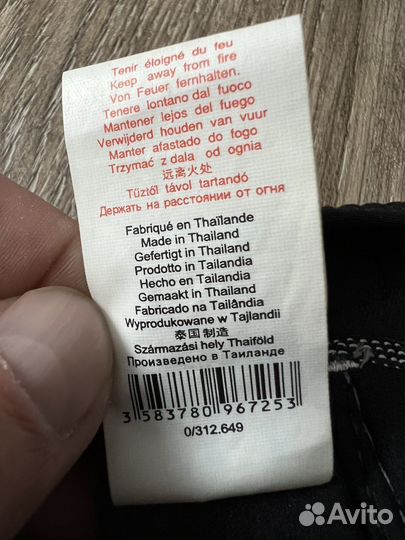 Tenir éloigné du feu
Keep away from fire
Von Feuer fernhalten.
Tenere lontano dal fuoco
Mantener lejos del fuego
Verwijderd houden van vuur
Manter afastado do fogo
Trzymać z dala od ognia
远离火处
Tűztől távol tartandó
Держать на расстоянии от огня
Fabriqué en Thaïlande
Made in Thailand
Gefertigt in Thailand
Prodotto in Tailandia
Hecho en Tailandia
Gemaakt in Thailand
Fabricado na Tailândia
Wyprodukowane w Tajlandii
泰国制造
Származási hely Thaiföld
Произведено в Таиланде
3 583780 967253
0/312.649
Avito